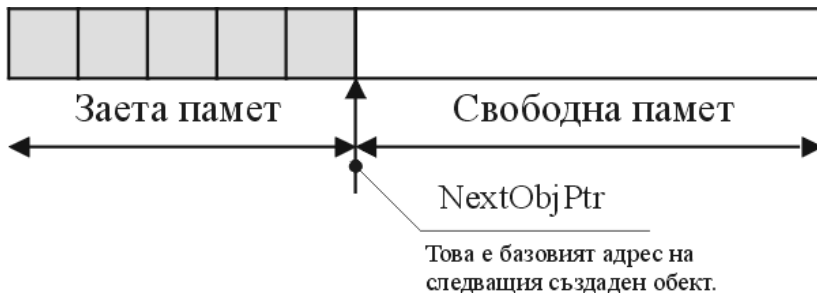 Заета памет
Свободна памет
NextObjPtr
Това е базовият адрес на
следващия създаден обект.